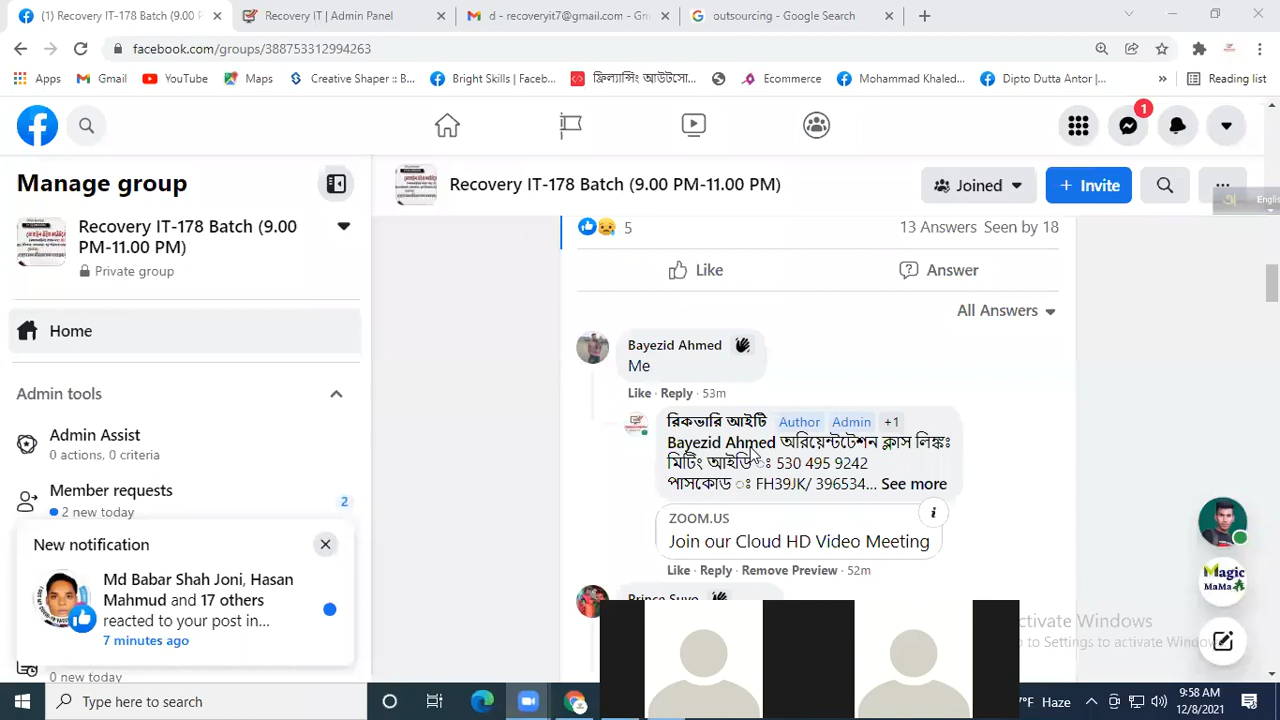 (1) Recovery IT-178 Batch (9.00 P
Recovery IT | Admin Panel
d - recoveryit7@gmail.com - Gm
outsourcing - Google Search
facebook.com/groups/388753312994263
Apps
Gmail
YouTube
Maps
Creative Shaper :: B...
Bright Skills | Faceb...
ফ্রিল্যান্সিং আউটসো...
Ecommerce
Mohammad Khaled...
Dipto Dutta Antor |...
»
Reading list
1
Manage group
Recovery IT-178 Batch (9.00 PM-11.00 PM)
Joined
+ Invite
Recovery IT-178 Batch (9.00
PM-11.00 PM)
Private group
Home
Admin tools
Admin Assist
0 actions, 0 criteria
Member requests
2 new today
2
New notification
Md Babar Shah Joni, Hasan
Mahmud and 17 others
reacted to your post in...
7 minutes ago
0 new today
5
13 Answers Seen by 18
Like
Answer
All Answers
Bayezid Ahmed
Me
Like · Reply · 53m
রিকভারি আইটি Author Admin +1
Bayezid Ahmed অরিয়েন্টটেশন ক্লাস লিঙ্কঃ
মিটিং আইডি ঃ 530 495 9242
পাসকোড ঃ FH39JK/ 396534... See more
ZOOM.US
Join our Cloud HD Video Meeting
Like · Reply · Remove Preview · 52m
Prince Suvo
ctivate Windows
o to Settings to activate Windows
Type here to search
°F Haze
9:58 AM
12/8/2021